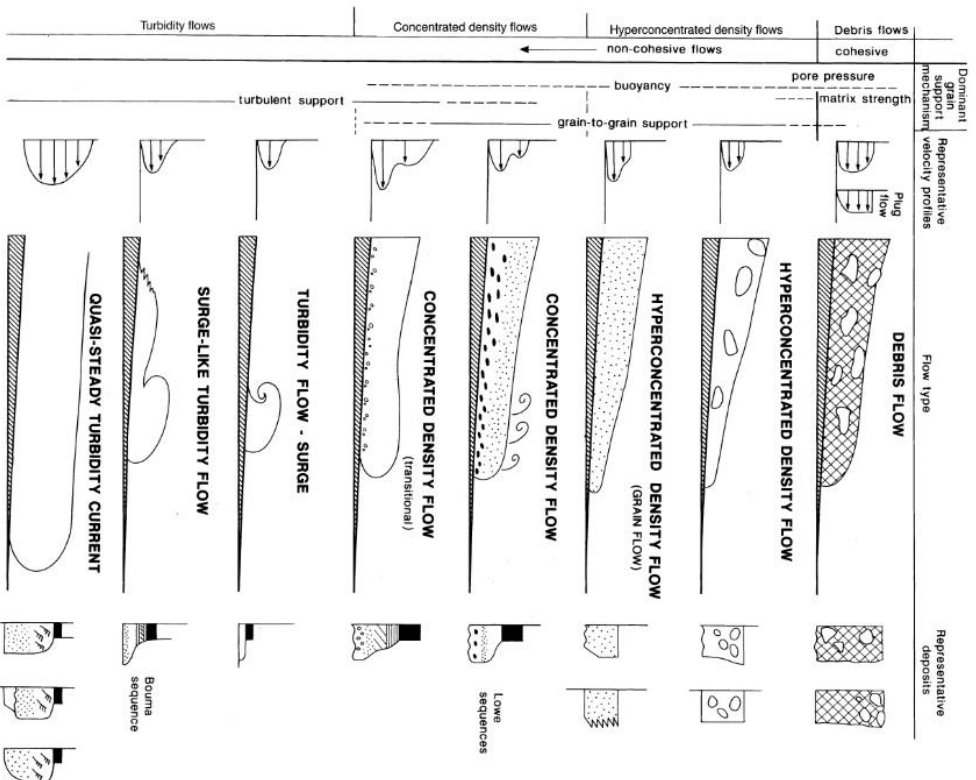 Turbidity flows
Concentrated density flows
Hyperconcentrated density flows
Debris flows
non-cohesive flows
cohesive
Dominant
grain support
mechanism
pore pressure
buoyancy
turbulent support
matrix strength
grain-to-grain support
Representative
velocity profiles
Plug
flow
Flow type
DEBRIS FLOW
HYPERCONCENTRATED DENSITY FLOW
HYPERCONCENTRATED DENSITY FLOW
(GRAIN FLOW)
CONCENTRATED DENSITY FLOW
CONCENTRATED DENSITY FLOW
(transitional)
TURBIDITY FLOW - SURGE
SURGE-LIKE TURBIDITY FLOW
QUASI-STEADY TURBIDITY CURRENT
Representative
deposits
Lowe
sequences
Bouma
sequence